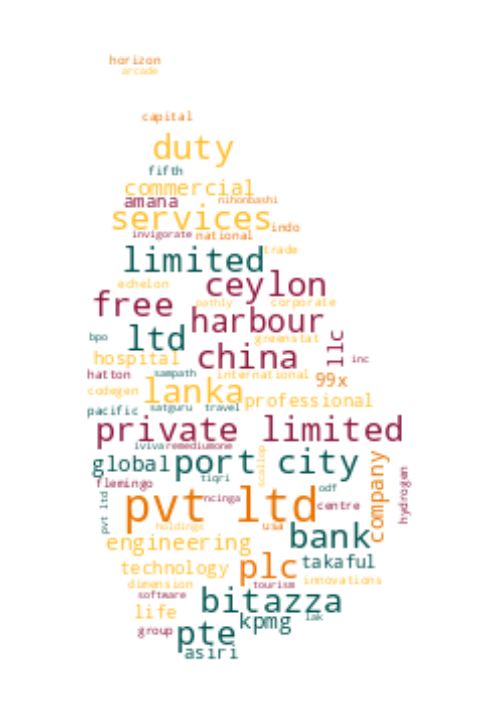 horizon
arcade
capital
duty
fifth
commercial
amana
nihonbashi
services
indo
invigorate
national
trade
limited
ceylon
echelon
free
pathly
corporate
harbour
bpo
ltd
greenstat
llc
hospital
china
inc
hatton
sampath
international
99x
codegen
lanka
professional
pacific
satguru
travel
private limited
iviva
remediumone
global
port city
scallop
company
hydrogen
flemingo
tiqri
odf
pvt ltd
pvt ltd
ncinga
centre
holdings
usa
bank
engineering
technology
plc
takaful
dimension
tourism
innovations
software
bitazza
life
kpmg
lak
group
pte
asiri